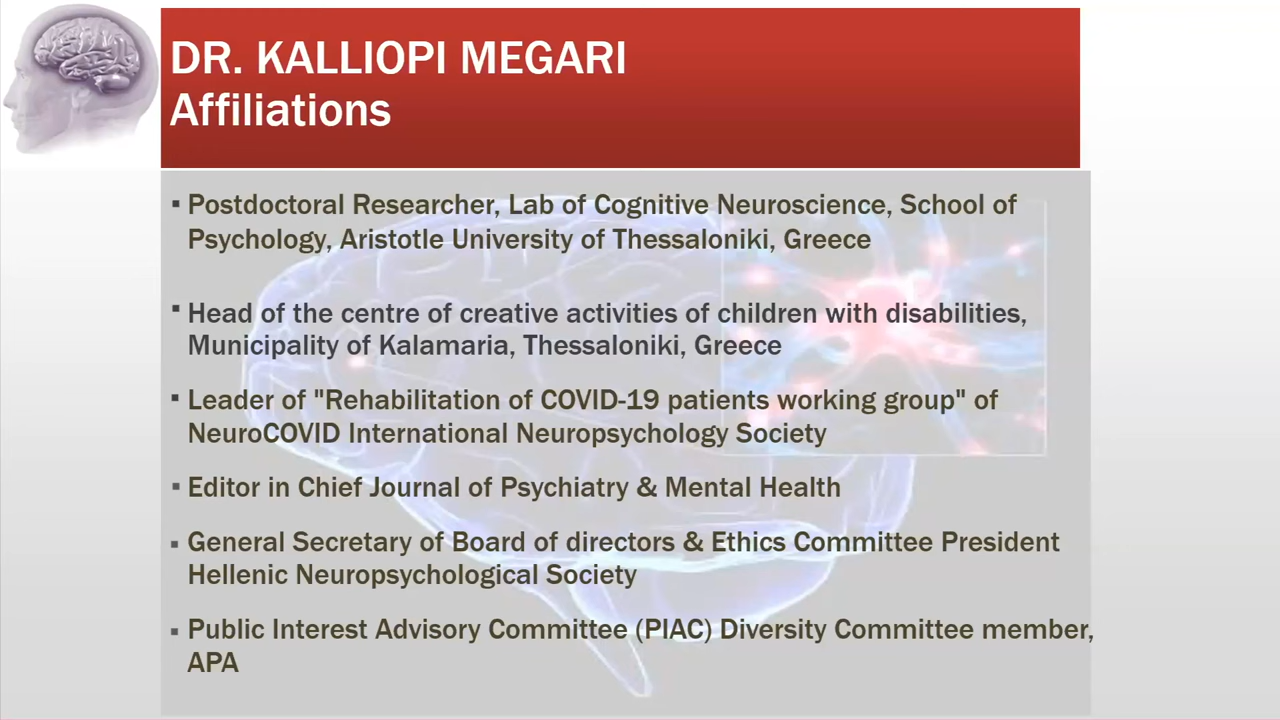 DR. KALLIOPI MEGARI
Affiliations
▪ Postdoctoral Researcher, Lab of Cognitive Neuroscience, School of
Psychology, Aristotle University of Thessaloniki, Greece
▪ Head of the centre of creative activities of children with disabilities,
Municipality of Kalamaria, Thessaloniki, Greece
▪ Leader of "Rehabilitation of COVID-19 patients working group" of
NeuroCOVID International Neuropsychology Society
▪ Editor in Chief Journal of Psychiatry & Mental Health
▪ General Secretary of Board of directors & Ethics Committee President
Hellenic Neuropsychological Society
▪ Public Interest Advisory Committee (PIAC) Diversity Committee member,
APA